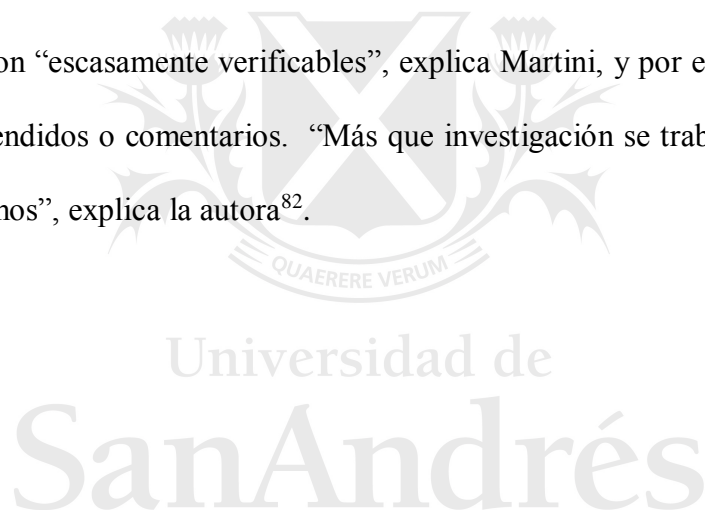 on “escasamente verificables”, explica Martini, y por e
endidos o comentarios. “Más que investigación se trab
nos”, explica la autora⁸².
QUAERERE VERUM
Universidad de
SanAndrés